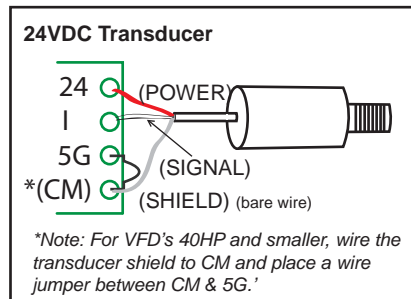 24VDC Transducer
24
(POWER)
I
5G
(SIGNAL)
*(CM)
(SHIELD) (bare wire)
*Note: For VFD's 40HP and smaller, wire the
transducer shield to CM and place a wire
jumper between CM & 5G.'